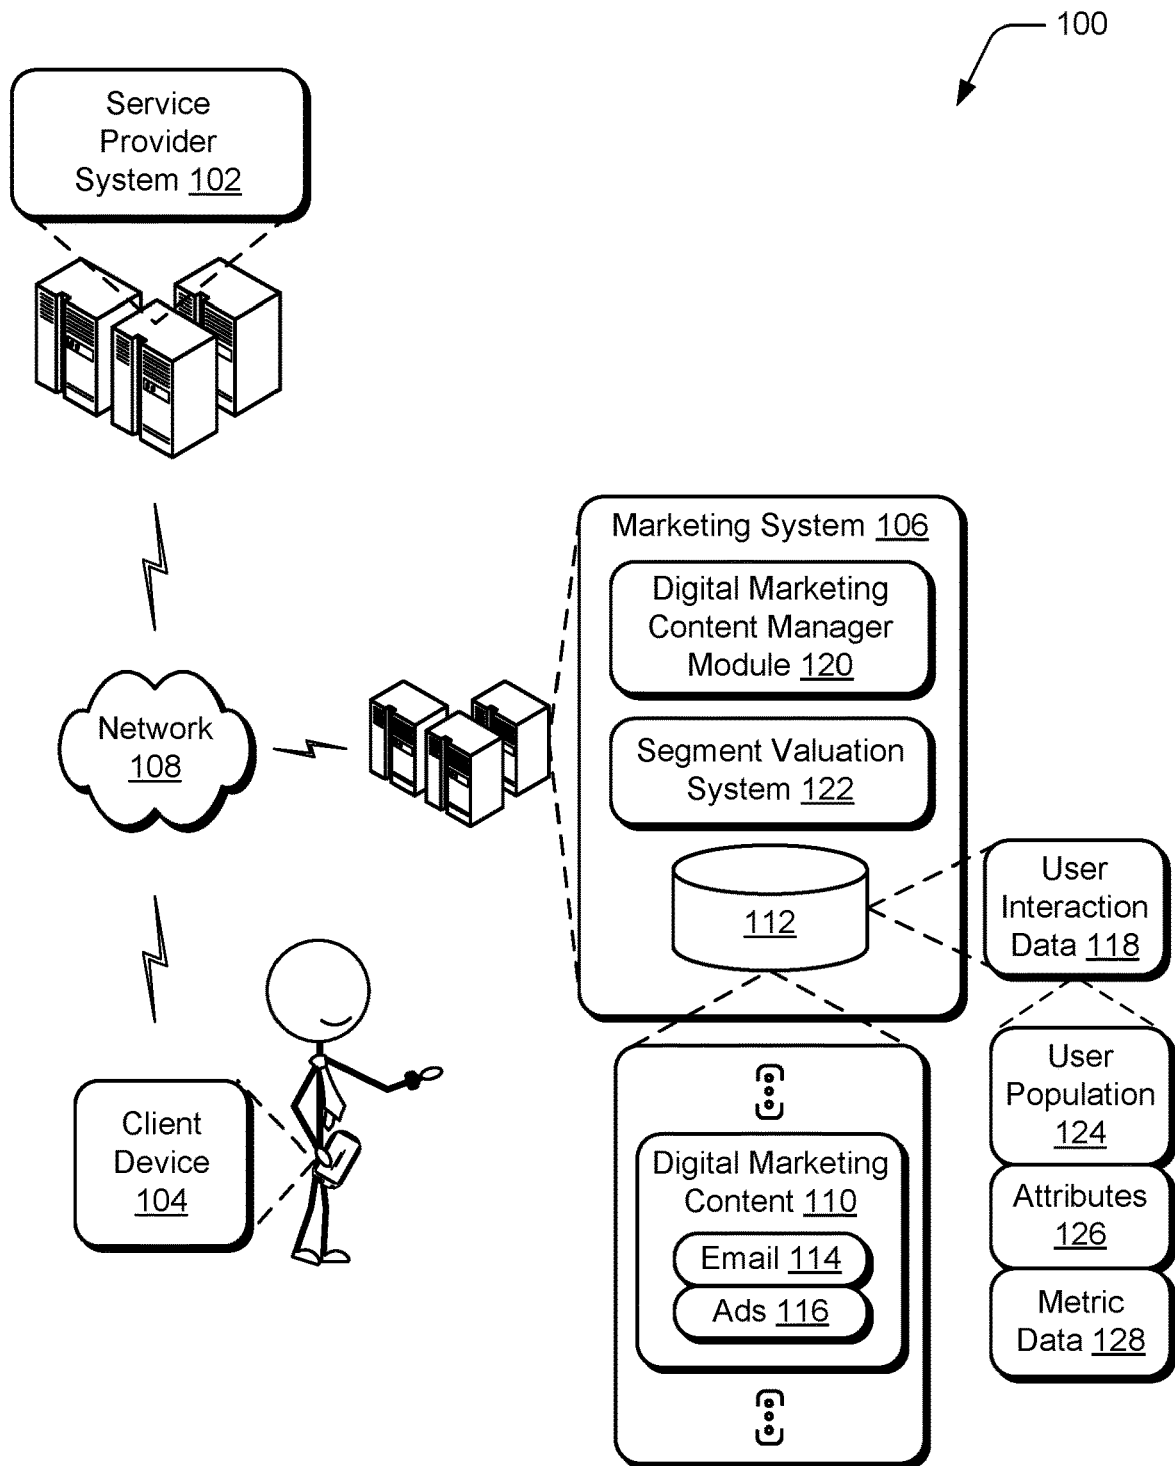 100
Service
Provider
System 102
Marketing System 106
Digital Marketing
Content Manager
Module 120
Network
108
Segment Valuation
System 122
112
User
Interaction
Data 118
Client
Device
104
User
Population
124
Attributes
126
Metric
Data 128
Digital Marketing
Content 110
Email 114
Ads 116